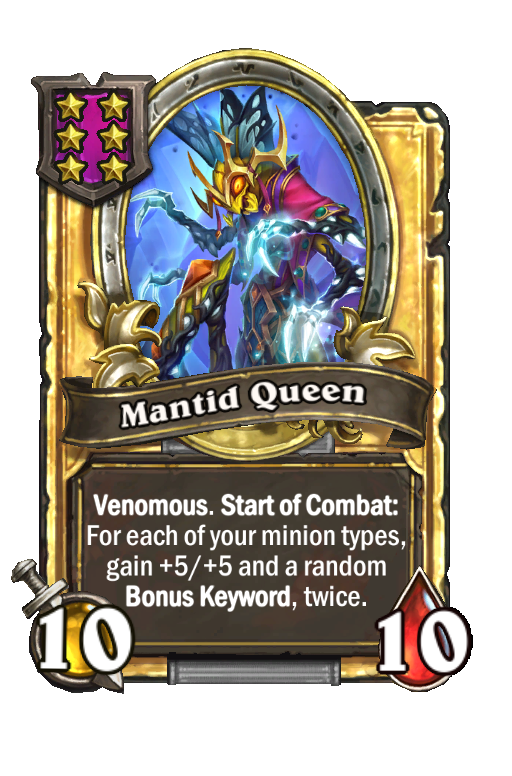 Mantid Queen
Venomous. Start of Combat:
For each of your minion types,
gain +5/+5 and a random
Bonus Keyword, twice.
10
10